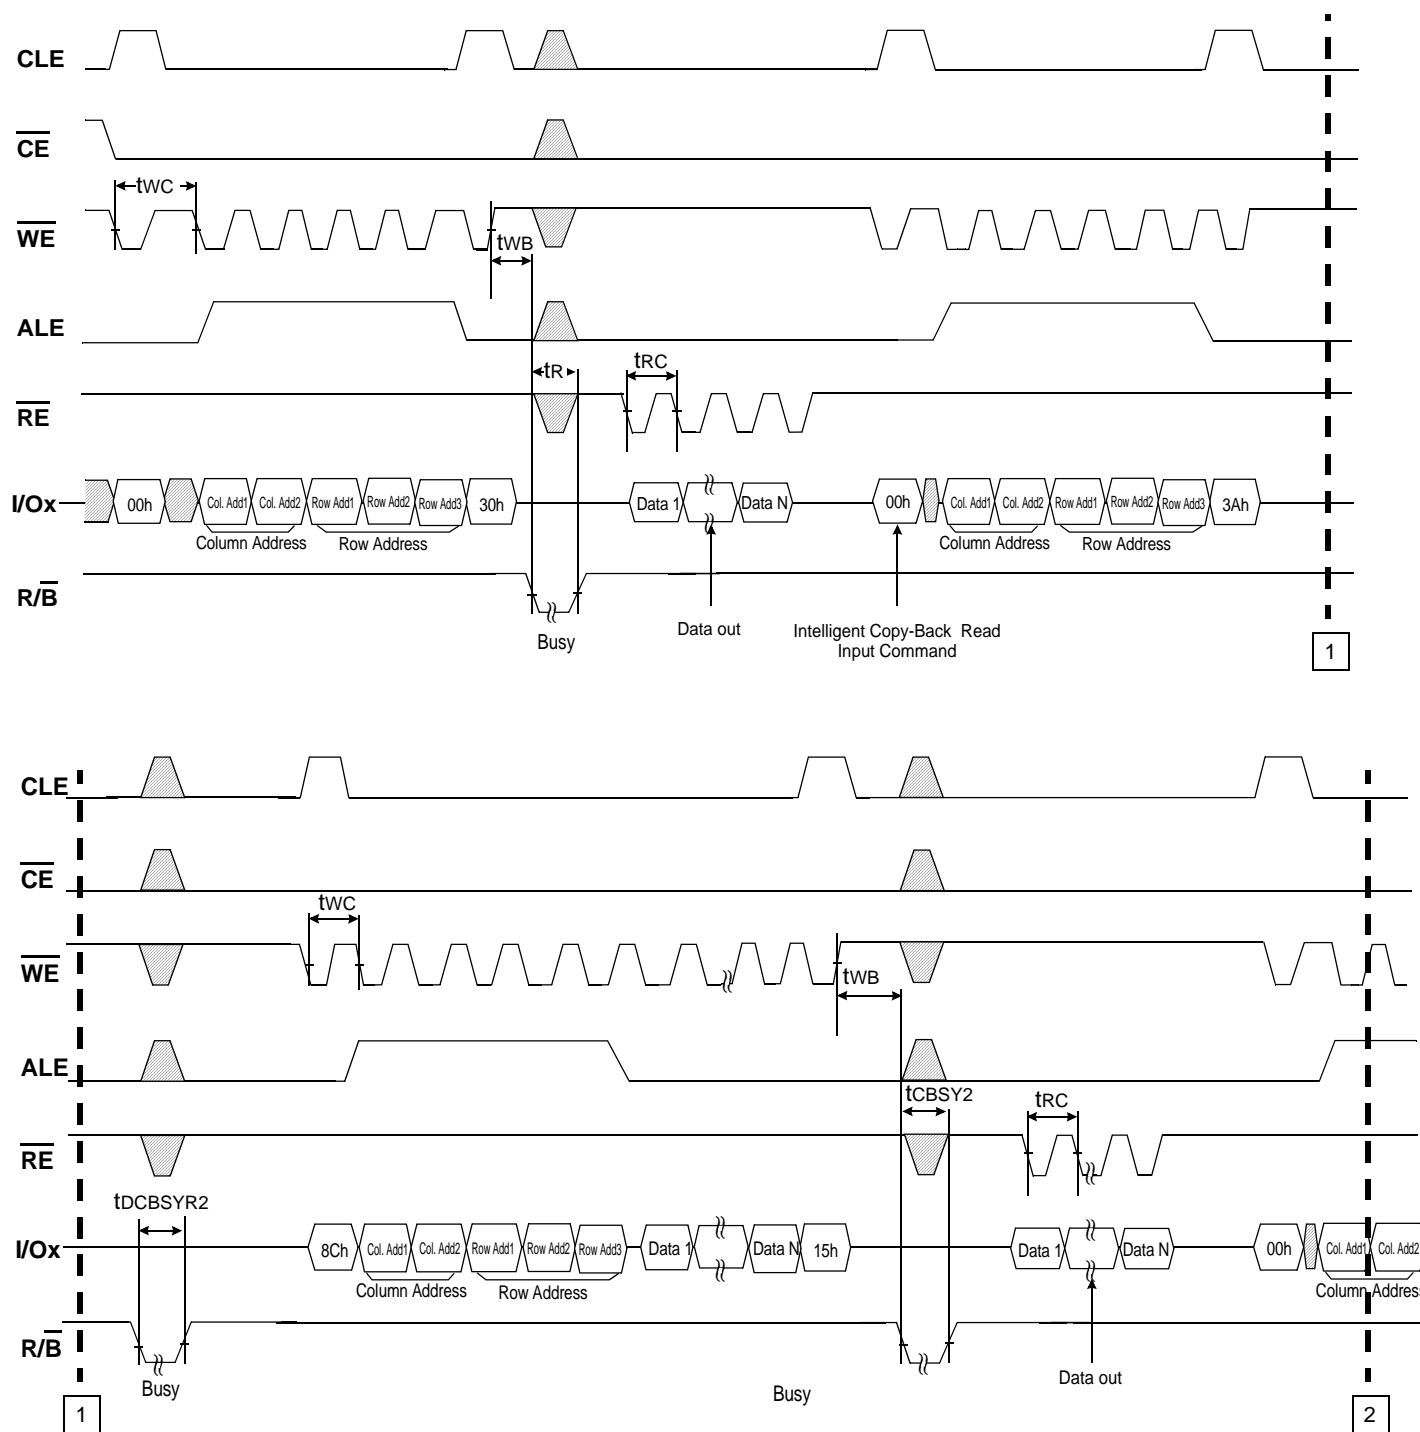 CLE
CE
tWC
WE
tWB
ALE
tR
tRC
RE
I/Ox
00h Col. Add1 Col. Add2 Row Add1 Row Add2 Row Add3 30h Data 1 Data N 00h Col. Add1 Col. Add2 Row Add1 Row Add2 Row Add3 3Ah
Column Address Row Address Column Address Row Address
R/B
Busy
Data out
Intelligent Copy-Back Read
Input Command
1
CLE
CE
tWC
WE
tWB
ALE
tCBSY2
tRC
RE
tDCBSYR2
I/Ox
8Ch Col. Add1 Col. Add2 Row Add1 Row Add2 Row Add3 Data 1 Data N 15h Data 1 Data N 00h Col. Add1 Col. Add2
Column Address Row Address Column Address
R/B
Busy
Busy
Data out
1
2